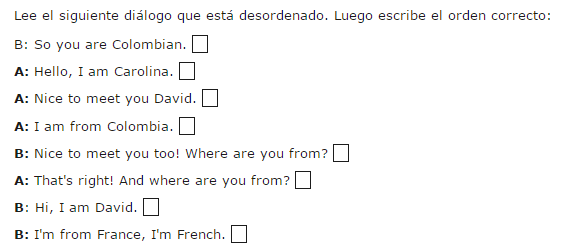 Lee el siguiente diálogo que está desordenado. Luego escribe el orden correcto:
B: So you are Colombian.
A: Hello, I am Carolina.
A: Nice to meet you David.
A: I am from Colombia.
B: Nice to meet you too! Where are you from?
A: That's right! And where are you from?
B: Hi, I am David.
B: I'm from France, I'm French.